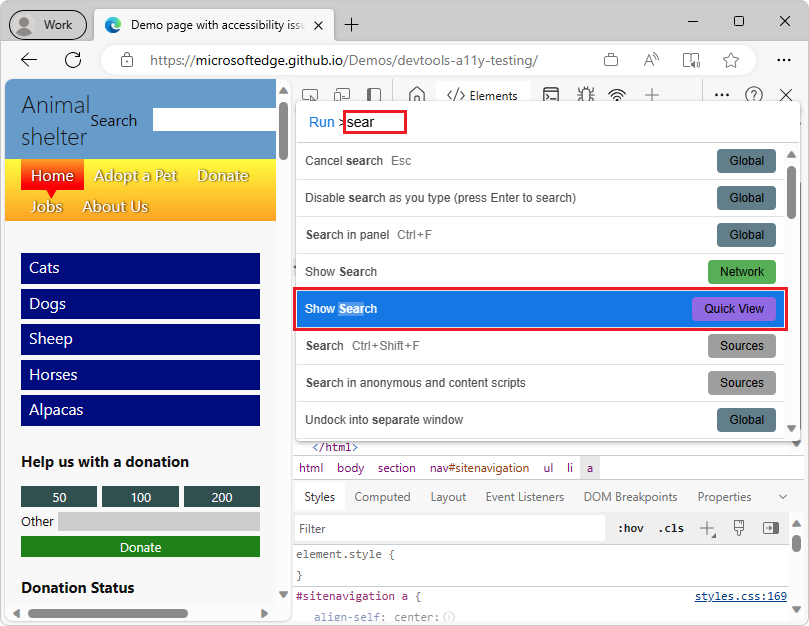 Work
Demo page with accessibility issu
https://microsoftedge.github.io/Demos/devtools-a11y-testing/
Animal shelter
Search
Home Adopt a Pet Donate
Jobs About Us
Cats
Dogs
Sheep
Horses
Alpacas
Help us with a donation
50 100 200
Other
Donate
Donation Status
Elements
Run >sear
Cancel search Esc Global
Disable search as you type (press Enter to search) Global
Search in panel Ctrl+F Global
Show Search Network
Show Search Quick View
Search Ctrl+Shift+F Sources
Search in anonymous and content scripts Sources
Undock into separate window Global
</html>
html body section nav#sitenavigation ul li a
Styles Computed Layout Event Listeners DOM Breakpoints Properties
Filter :hov .cls
element.style {
}
#sitenavigation a { styles.css:169
align-self: center;